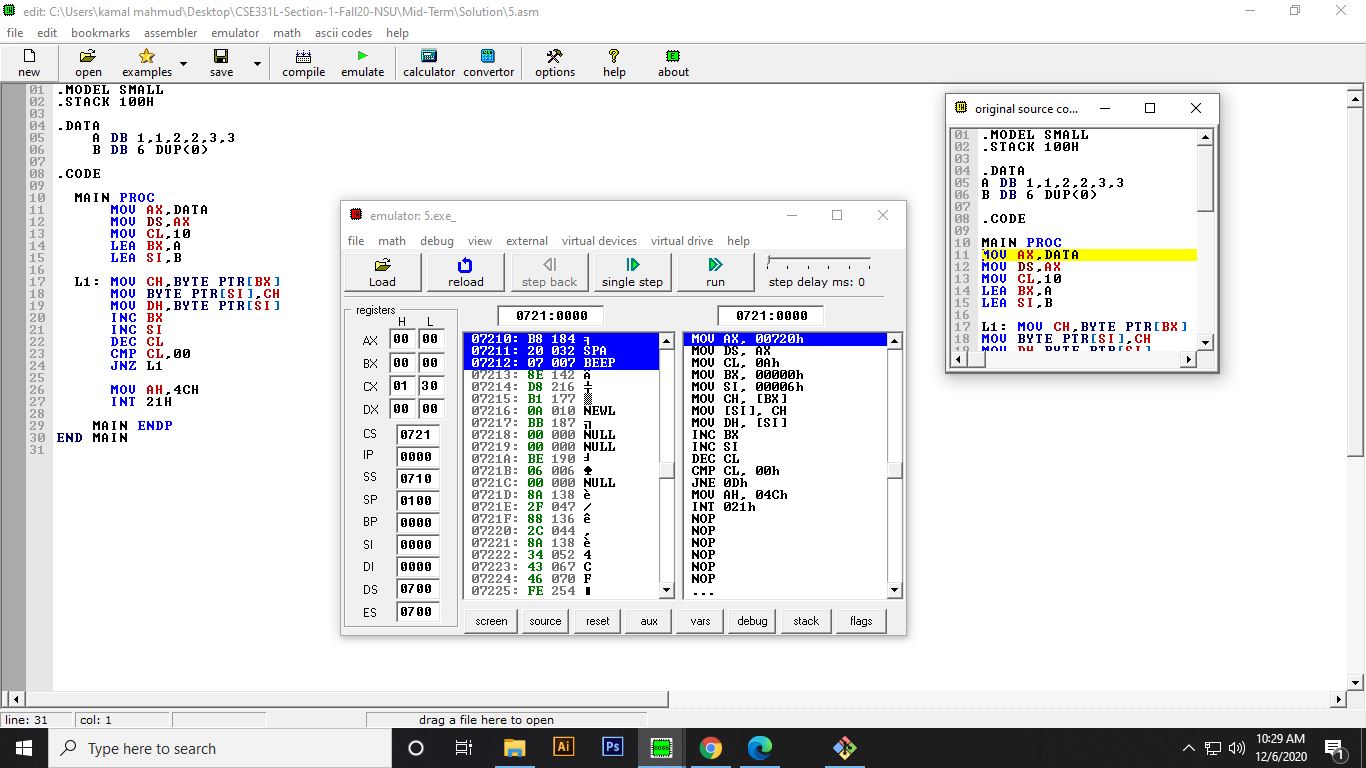 edit: C:\Users\kamal mahmud\Desktop\CSE331L-Section-1-Fall20-NSU\Mid-Term\Solution\5.asm
file edit bookmarks assembler emulator math ascii codes help
new open examples save compile emulate calculator convertor options help about
01 .MODEL SMALL
02 .STACK 100H
03
04 .DATA
05 A DB 1,1,2,2,3,3
06 B DB 6 DUP(0)
07
08 .CODE
09
10 MAIN PROC
11 MOV AX,DATA
12 MOV DS,AX
13 MOV CL,10
14 LEA BX,A
15 LEA SI,B
16
17 L1: MOV CH,BYTE PTR[BX]
18 MOV BYTE PTR[SI],CH
19 MOV DH,BYTE PTR[SI]
20 INC BX
21 INC SI
22 DEC CL
23 CMP CL,00
24 JNZ L1
25
26 MOV AH,4CH
27 INT 21H
28
29 MAIN ENDP
30 END MAIN
31
emulator: 5.exe_
file math debug view external virtual devices virtual drive help
Load reload step back single step run step delay ms: 0
registers
H L
AX 00 00
BX 00 00
CX 01 30
DX 00 00
CS 0721
IP 0000
SS 0710
SP 0100
BP 0000
SI 0000
DI 0000
DS 0700
ES 0700
0721:0000
07210: B8 184 ╕
07211: 20 032 SPA
07212: 07 007 BEEP
07213: 8E 142 Ä
07214: D8 216 ╪
07215: B1 177 ▒
07216: 0A 010 NEWL
07217: BB 187 ╗
07218: 00 000 NULL
07219: 00 000 NULL
0721A: BE 190 ╛
0721B: 06 006 ♠
0721C: 00 000 NULL
0721D: 8A 138 è
0721E: 2F 047 /
0721F: 88 136 ê
07220: 2C 044 ,
07221: 8A 138 è
07222: 34 052 4
07223: 43 067 C
07224: 46 070 F
07225: FE 254 ■
0721:0000
MOV AX, 00720h
MOV DS, AX
MOV CL, 0Ah
MOV BX, 00000h
MOV SI, 00006h
MOV CH, [BX]
MOV [SI], CH
MOV DH, [SI]
INC BX
INC SI
DEC CL
CMP CL, 00h
JNE 0Dh
MOV AH, 04Ch
INT 021h
NOP
NOP
NOP
NOP
NOP
NOP
...
screen source reset aux vars debug stack flags
original source co...
01 .MODEL SMALL
02 .STACK 100H
03
04 .DATA
05 A DB 1,1,2,2,3,3
06 B DB 6 DUP(0)
07
08 .CODE
09
10 MAIN PROC
11 MOV AX,DATA
12 MOV DS,AX
13 MOV CL,10
14 LEA BX,A
15 LEA SI,B
16
17 L1: MOV CH,BYTE PTR[BX]
18 MOV BYTE PTR[SI],CH
19 MOV DH,BYTE PTR[SI]
line: 31 col: 1 drag a file here to open
Type here to search
Ai Ps 8086
10:29 AM
12/6/2020
1